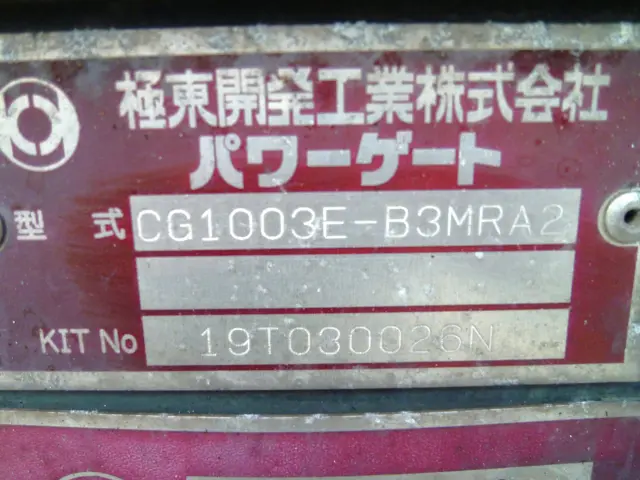 極東開発工業株式会社
パワーゲート
型 式 CG1003E-B3MRA2
KIT No 19T030026N